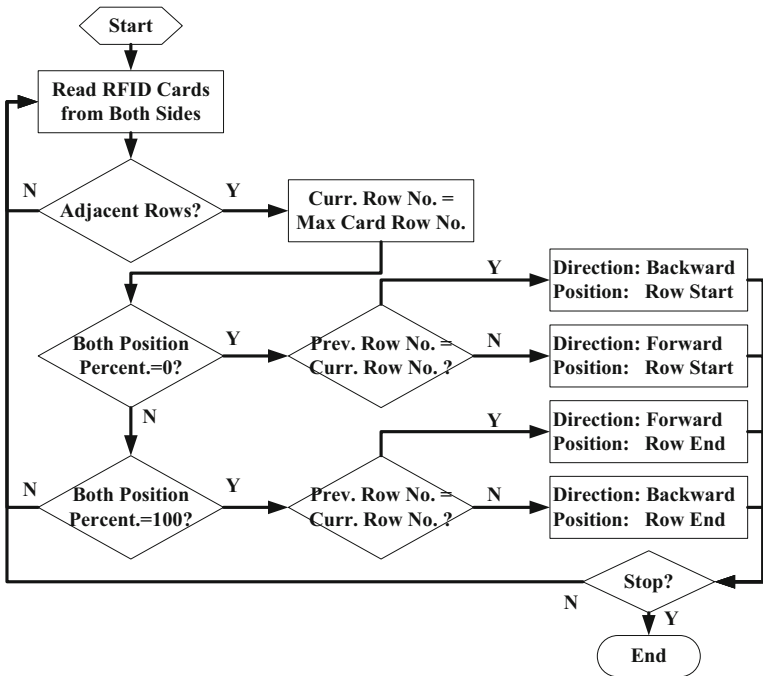 Start
Read RFID Cards
from Both Sides
N
Y
Adjacent Rows?
Curr. Row No. =
Max Card Row No.
Y
Direction: Backward
Position: Row Start
Both Position
Percent.=0?
Y
Prev. Row No. =
Curr. Row No. ?
N
Direction: Forward
Position: Row Start
N
Y
Direction: Forward
Position: Row End
N
Both Position
Percent.=100?
Y
Prev. Row No. =
Curr. Row No. ?
N
Direction: Backward
Position: Row End
Stop?
N
Y
End